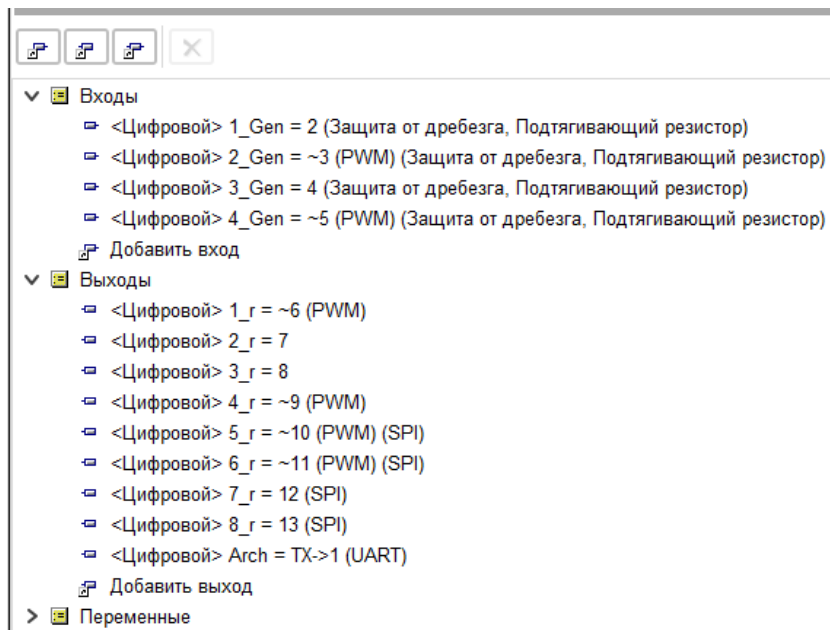 Входы
<Цифровой> 1_Gen = 2 (Защита от дребезга, Подтягивающий резистор)
<Цифровой> 2_Gen = ~3 (PWM) (Защита от дребезга, Подтягивающий резистор)
<Цифровой> 3_Gen = 4 (Защита от дребезга, Подтягивающий резистор)
<Цифровой> 4_Gen = ~5 (PWM) (Защита от дребезга, Подтягивающий резистор)
Добавить вход
Выходы
<Цифровой> 1_r = ~6 (PWM)
<Цифровой> 2_r = 7
<Цифровой> 3_r = 8
<Цифровой> 4_r = ~9 (PWM)
<Цифровой> 5_r = ~10 (PWM) (SPI)
<Цифровой> 6_r = ~11 (PWM) (SPI)
<Цифровой> 7_r = 12 (SPI)
<Цифровой> 8_r = 13 (SPI)
<Цифровой> Arch = TX->1 (UART)
Добавить выход
Переменные